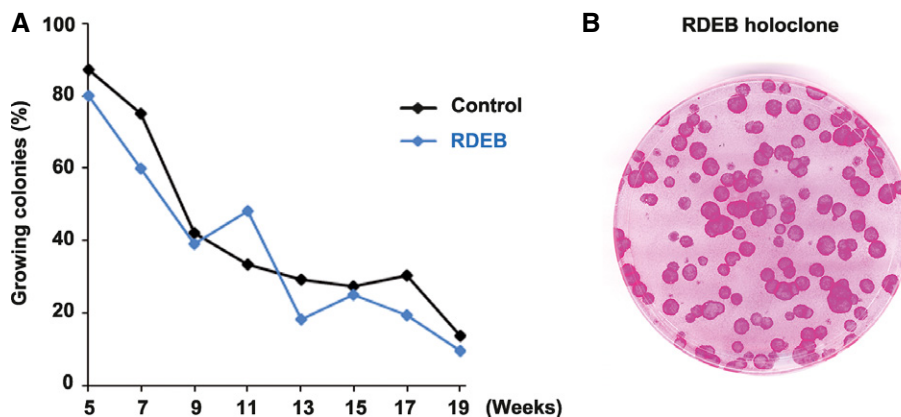 A
B
RDEB holoclone
Growing colonies (%)
100
80
60
40
20
0
Control
RDEB
5 7 9 11 13 15 17 19 (Weeks)